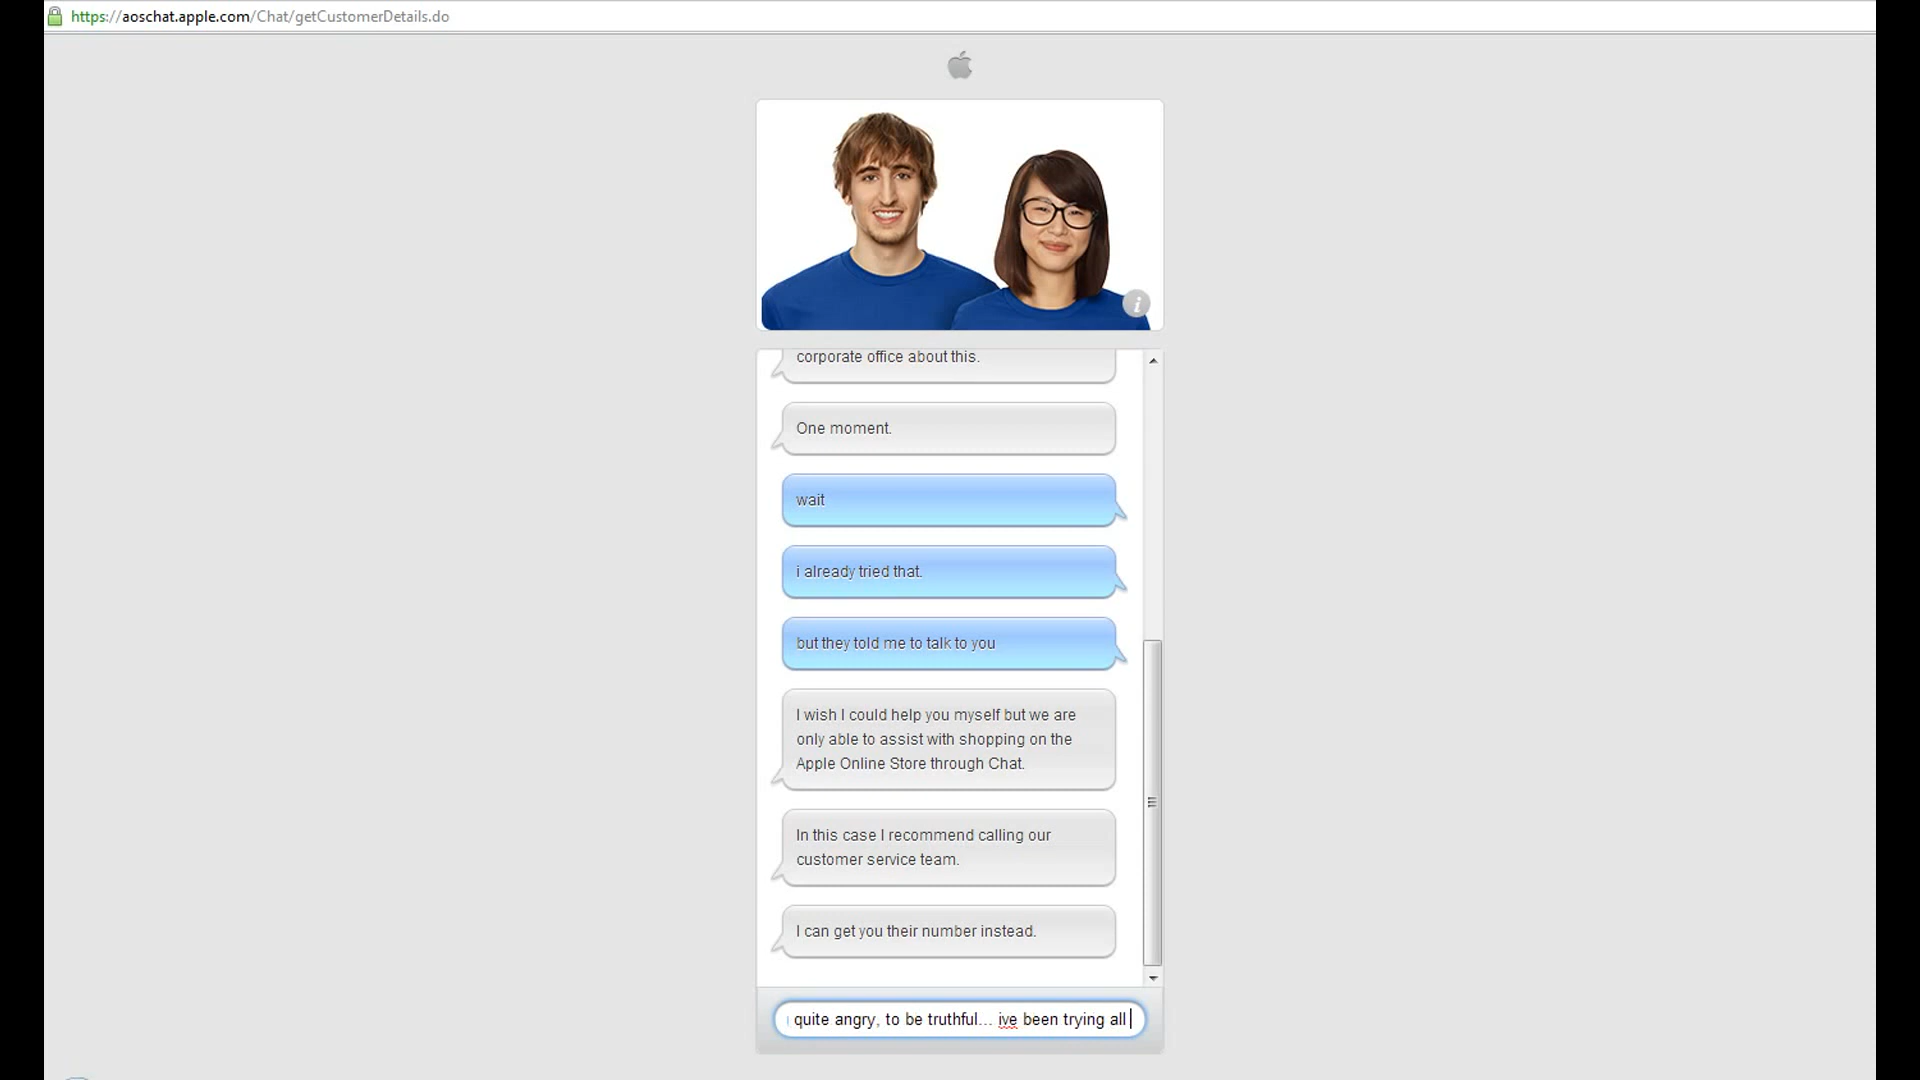 https://aoschat.apple.com/Chat/getCustomerDetails.do
i
corporate office about this.
One moment.
wait
i already tried that.
but they told me to talk to you
I wish I could help you myself but we are
only able to assist with shopping on the
Apple Online Store through Chat.
In this case I recommend calling our
customer service team.
I can get you their number instead.
quite angry, to be truthful... ive been trying all